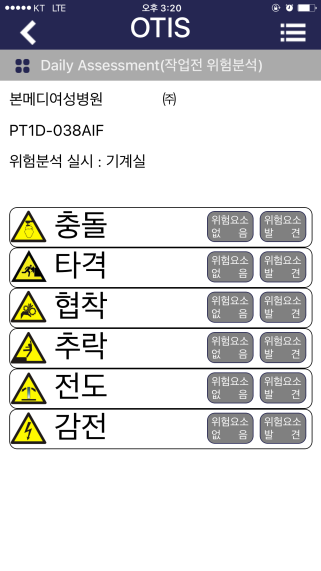 KT LTE 오후 3:20
OTIS
Daily Assessment(작업전 위험분석)
본메디여성병원 ㈜
PT1D-038AIF
위험분석 실시 : 기계실
충돌 위험요소 없 음 위험요소 발 견
타격 위험요소 없 음 위험요소 발 견
협착 위험요소 없 음 위험요소 발 견
추락 위험요소 없 음 위험요소 발 견
전도 위험요소 없 음 위험요소 발 견
감전 위험요소 없 음 위험요소 발 견